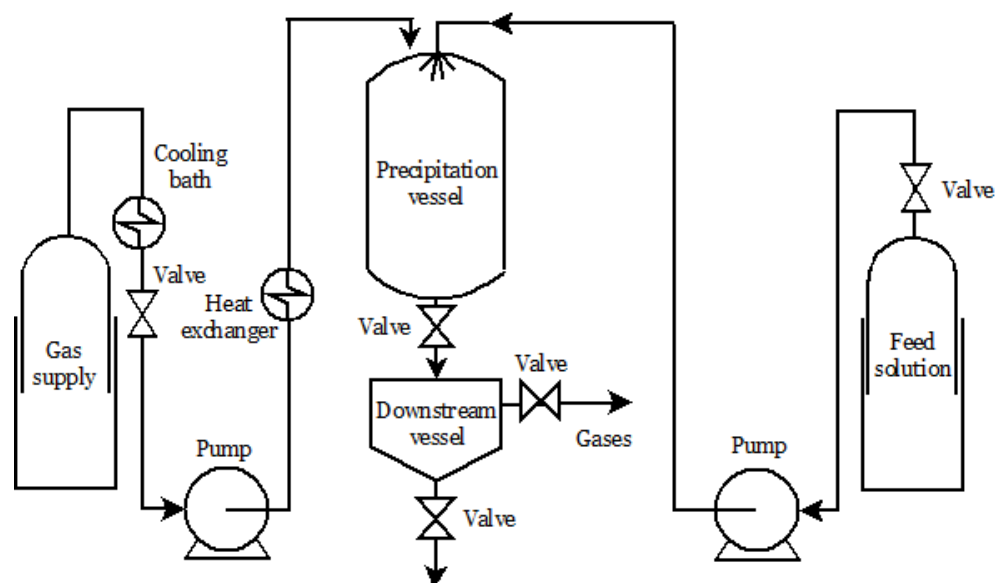 Cooling
bath
Precipitation
vessel
Valve
Valve
Heat
exchanger
Valve
Gas
supply
Feed
solution
Valve
Downstream
vessel
Gases
Pump
Pump
Valve